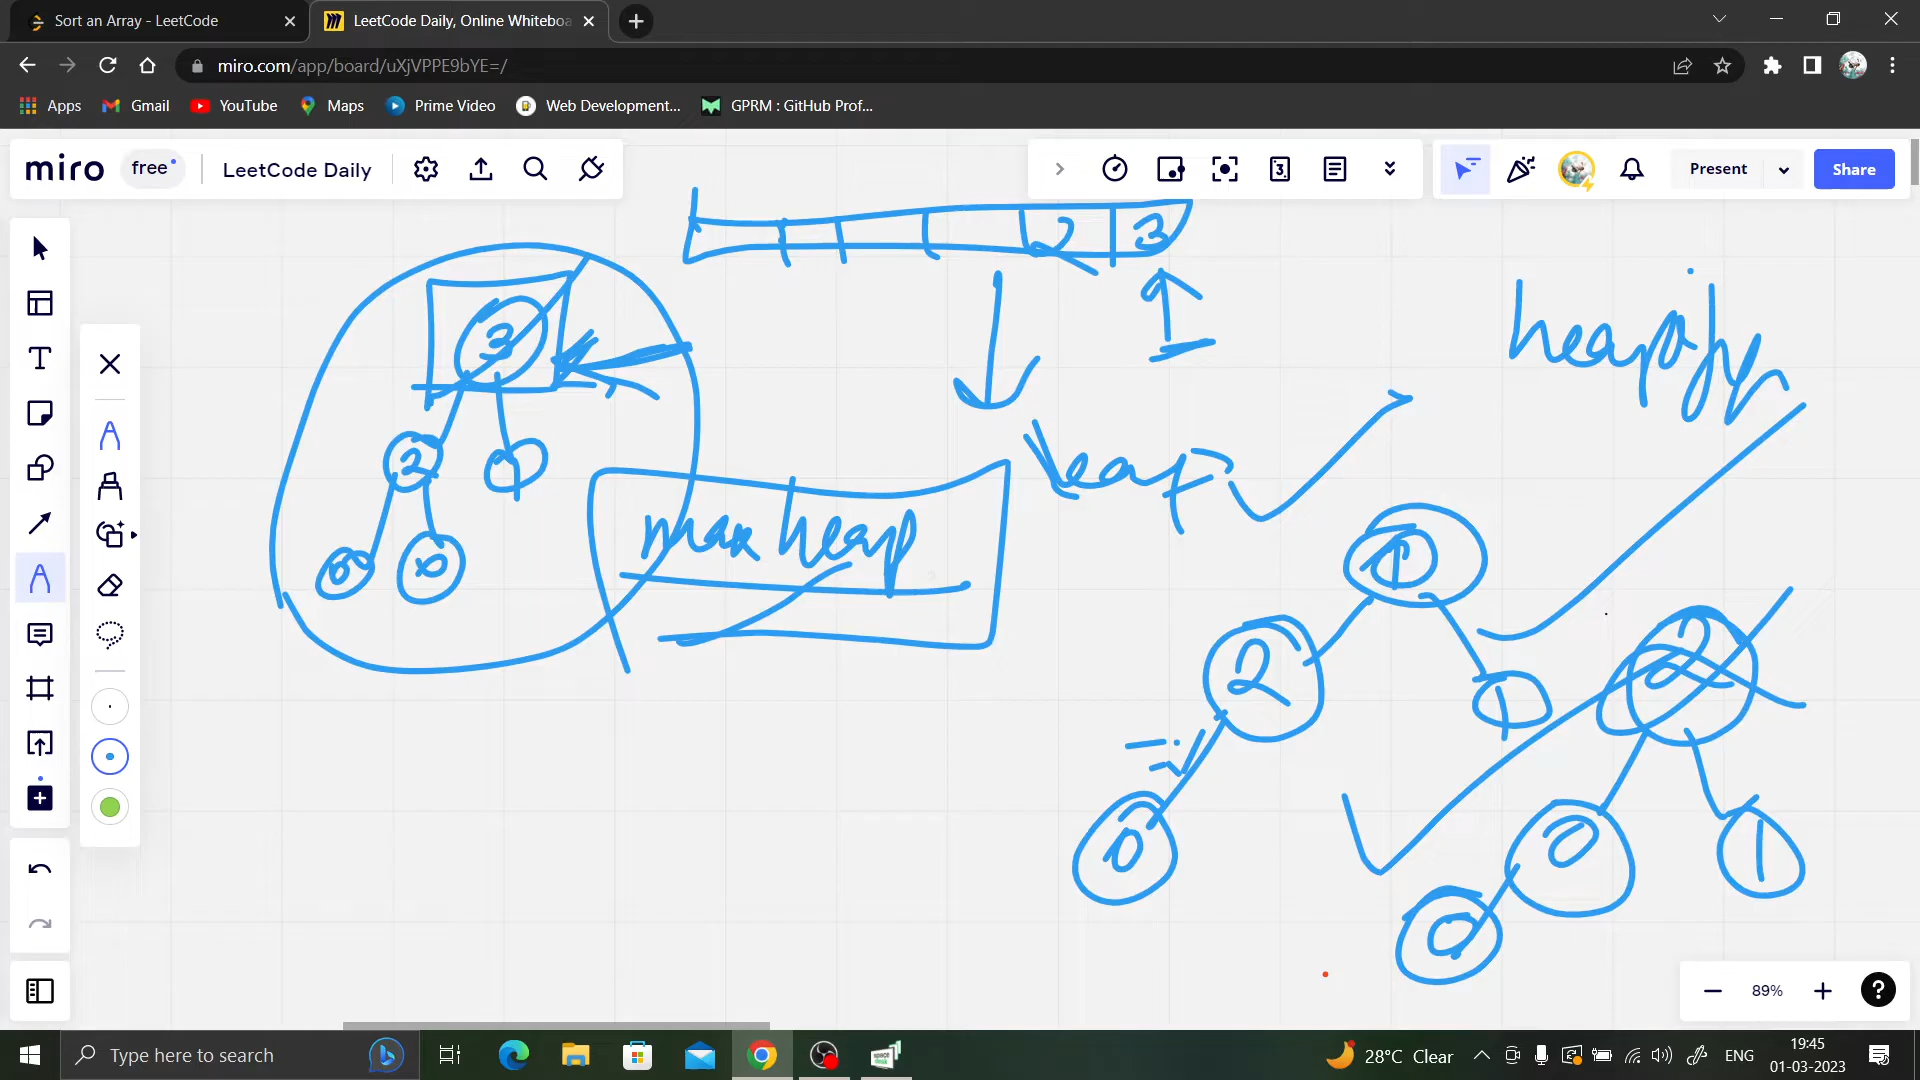 Sort an Array - LeetCode
LeetCode Daily, Online Whiteboa
miro.com/app/board/uXjVPPE9bYE=/
Apps
Gmail
YouTube
Maps
Prime Video
Web Development...
GPRM : GitHub Prof...
miro
free
LeetCode Daily
3
Present
Share
2 3
3
2 1
0 0
max heap
heap
heapify
1
2 1
0
2
0 1
0
89%
?
Type here to search
28°C Clear
ENG
19:45
01-03-2023